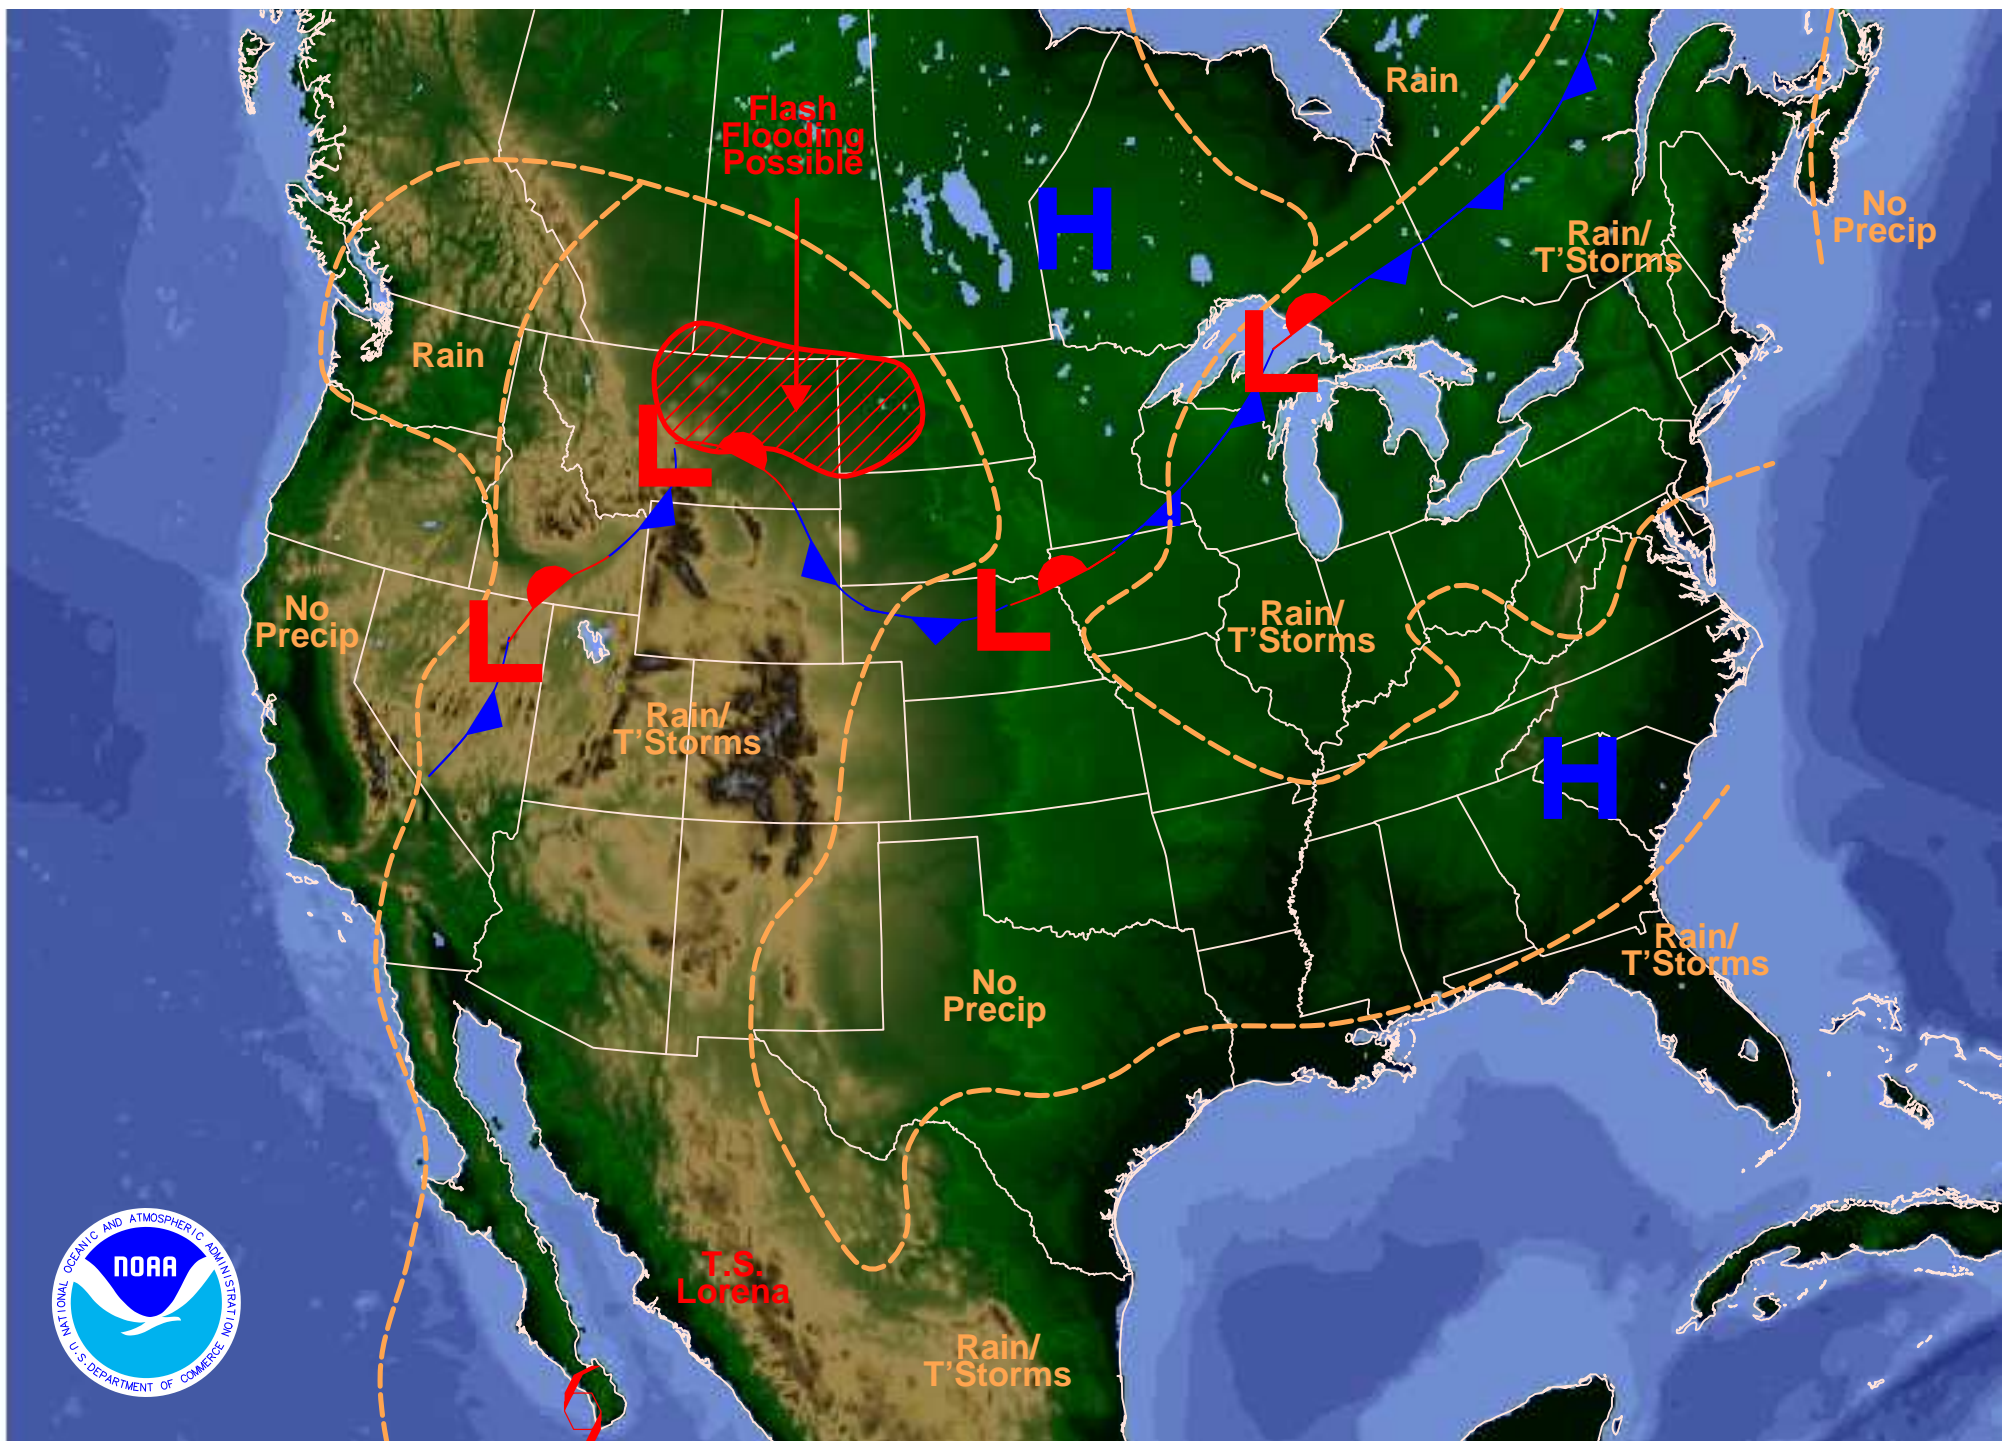 Rain
Flash
Flooding
Possible
H
No
Precip
Rain/
T'Storms
L
Rain
L
No
Precip
L
L
Rain/
T'Storms
Rain/
T'Storms
H
Rain/
T'Storms
No
Precip
T.S.
Lorena
Rain/
T'Storms
NATIONAL OCEANIC AND ATMOSPHERIC ADMINISTRATION
NOAA
U.S. DEPARTMENT OF COMMERCE